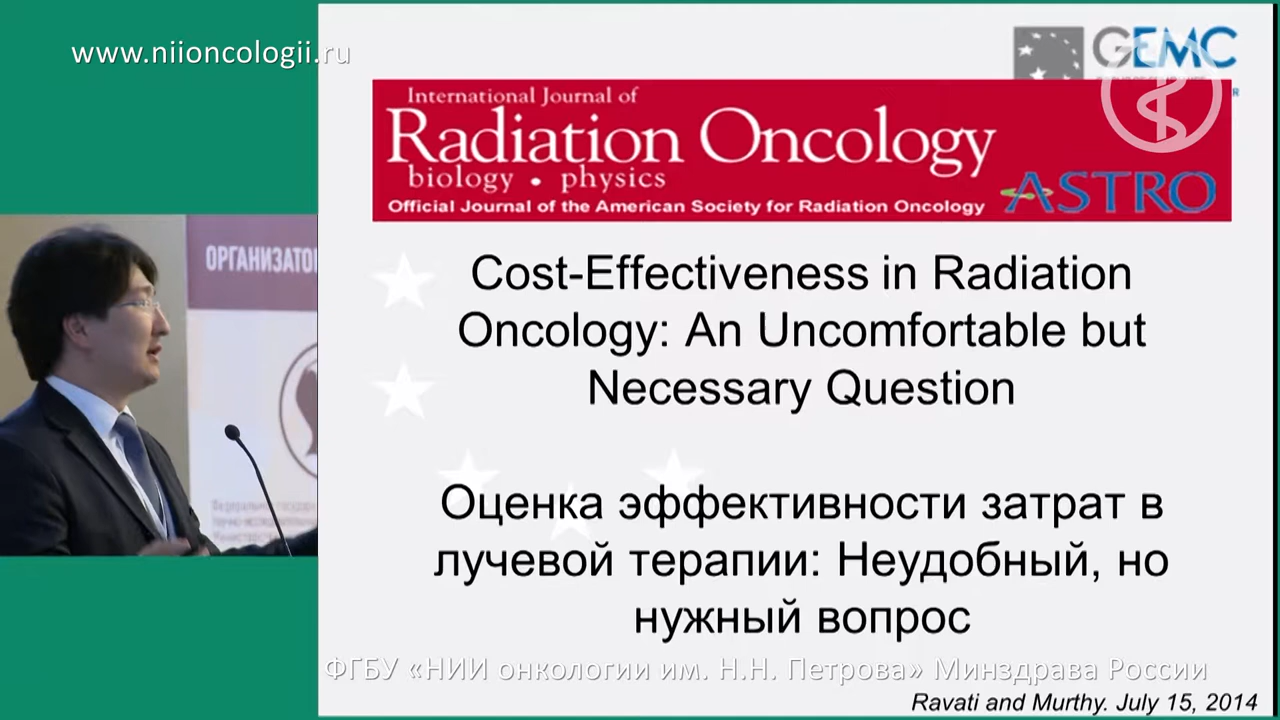 www.niioncologii.ru
GEMC
International Journal of
Radiation Oncology
biology • physics
ASTRO
Official Journal of the American Society for Radiation Oncology
ОРГАНИЗАТО
Cost-Effectiveness in Radiation
Oncology: An Uncomfortable but
Necessary Question
Оценка эффективности затрат в
лучевой терапии: Неудобный, но
нужный вопрос
ФГБУ «НИИ онкологии им. Н.Н. Петрова» Минздрава России
Ravati and Murthy. July 15, 2014